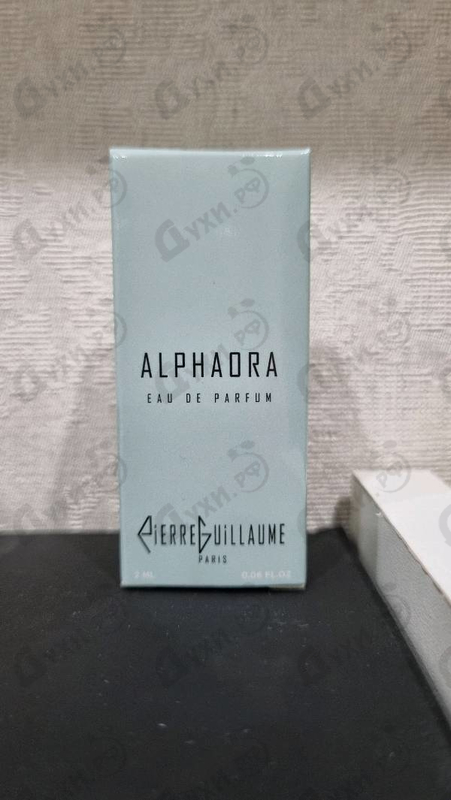 ALPHAORA
EAU DE PARFUM
PIERREGUILLAUME
PARIS
2 ML 0.06 FL.OZ
Духи.РФ